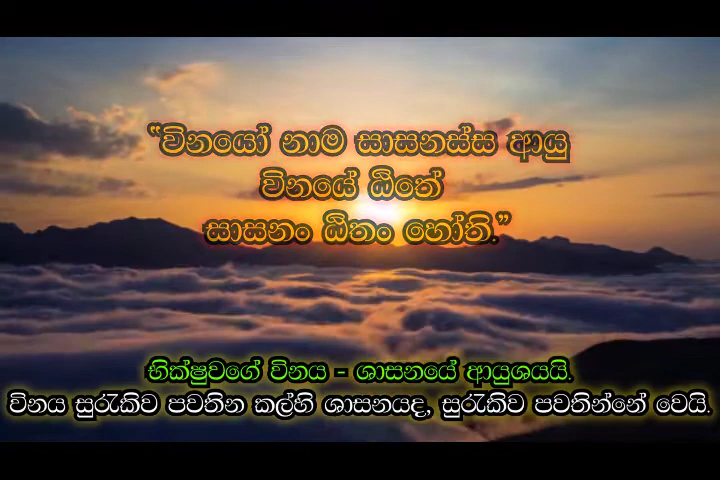 “විනයෝ නාම සාසනස්ස ආයු
විනයේ ඨිතේ
සාසනං ඨිතං හෝති.”
භික්ෂුවගේ විනය - ශාසනයේ ආයුශයයි.
විනය සුරැකිව පවතින කල්හි ශාසනයද, සුරැකිව පවතින්නේ වෙයි.